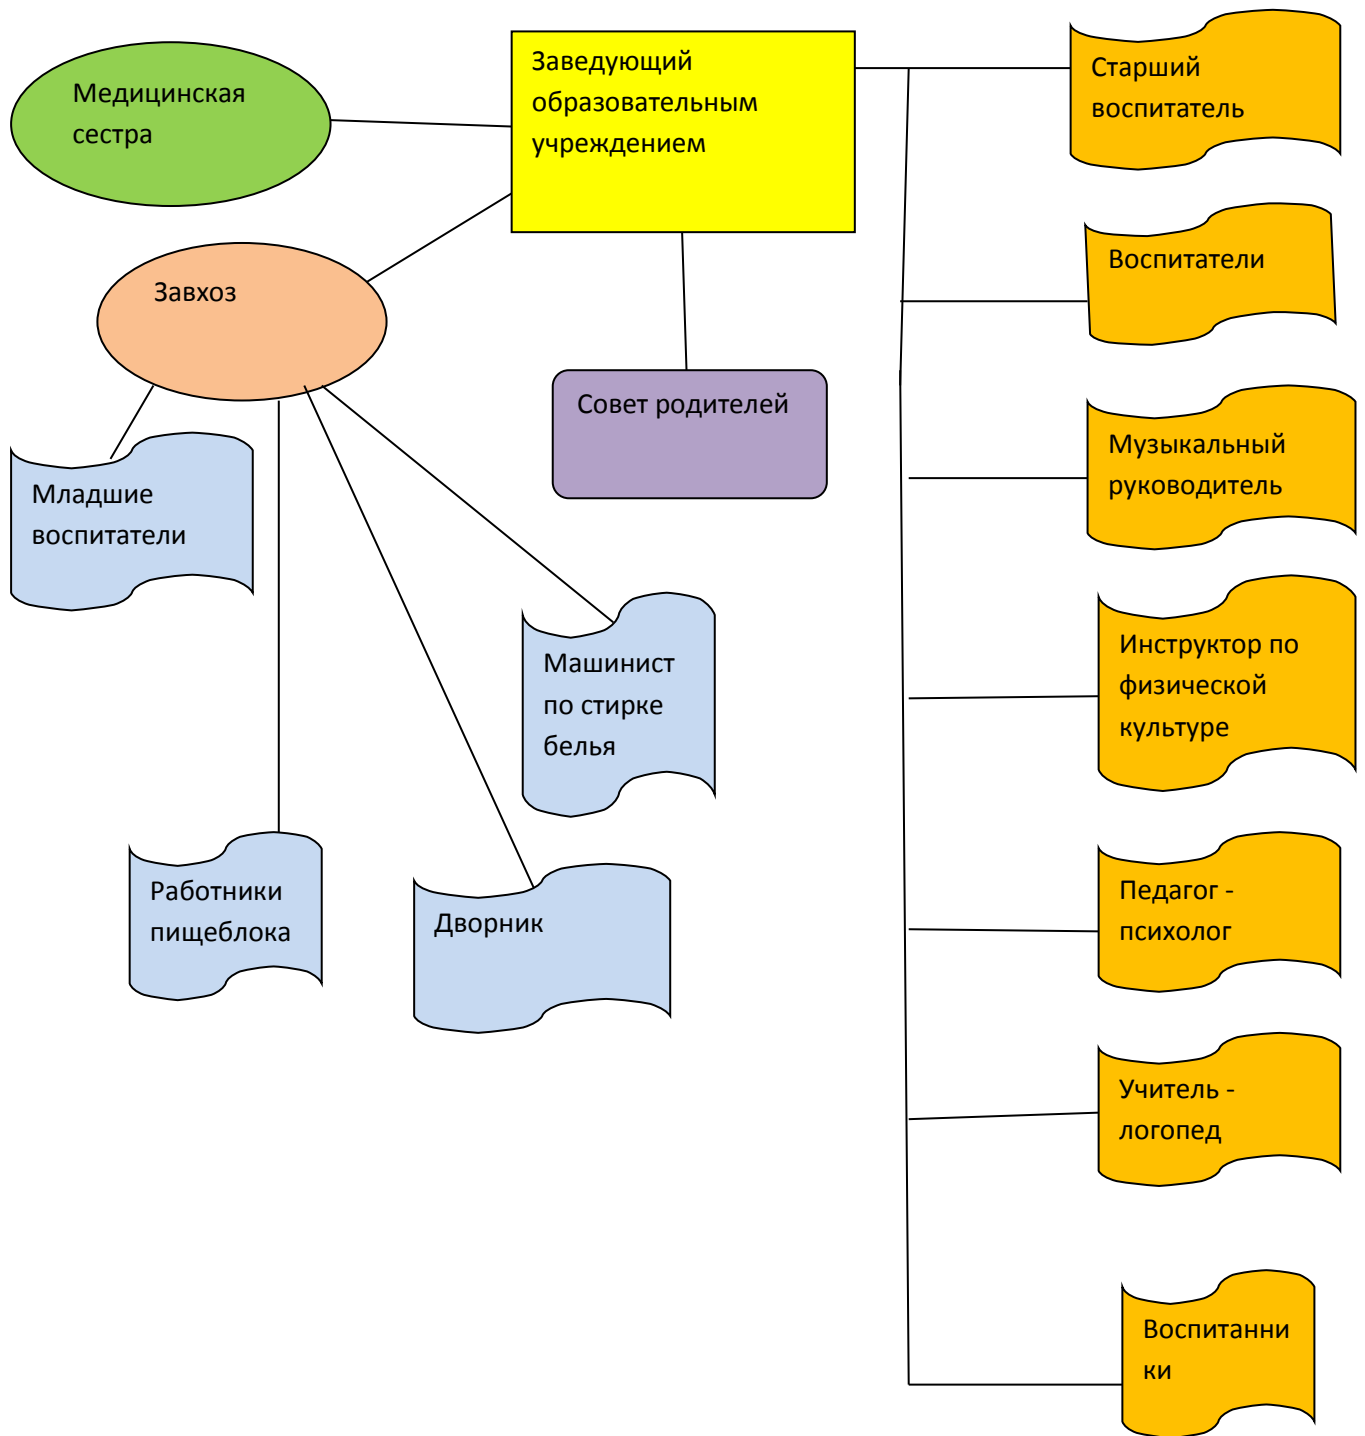 Медицинская
сестра
Заведующий
образовательным
учреждением
Старший
воспитатель
Завхоз
Воспитатели
Совет родителей
Музыкальный
руководитель
Младшие
воспитатели
Машинист
по стирке
белья
Инструктор по
физической
культуре
Работники
пищеблока
Дворник
Педагог -
психолог
Учитель -
логопед
Воспитанни
ки